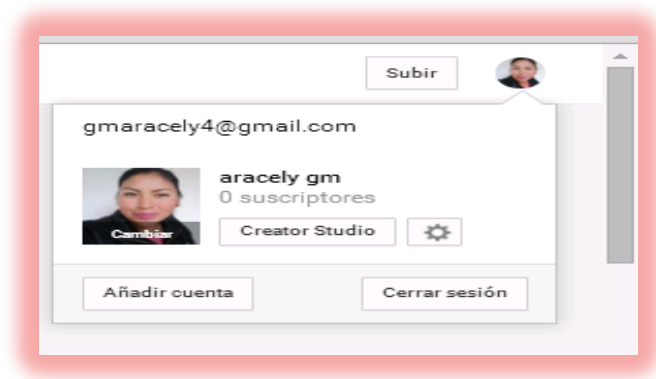 Subir
gmaracely4@gmail.com
aracely gm
0 suscriptores
Cambiar
Creator Studio
Añadir cuenta
Cerrar sesión